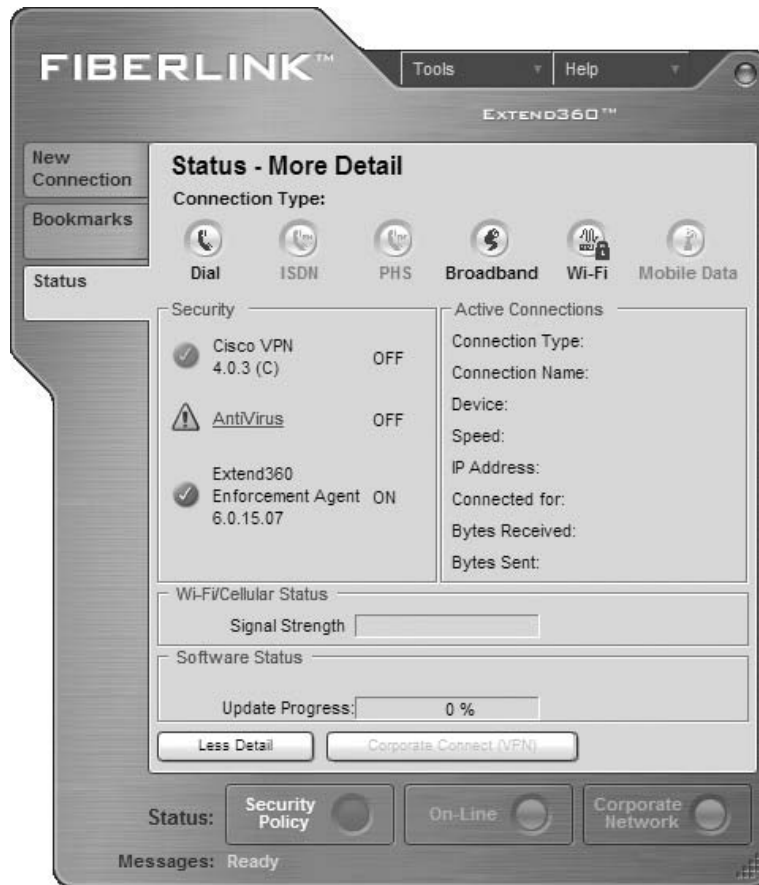 FIBERLINK™
Tools
Help
EXTEND360™
New
Connection
Bookmarks
Status
Status - More Detail
Connection Type:
Dial
ISDN
PHS
Broadband
Wi-Fi
Mobile Data
Security
Cisco VPN
4.0.3 (C)
OFF
AntiVirus
OFF
Extend360
Enforcement Agent
6.0.15.07
ON
Active Connections
Connection Type:
Connection Name:
Device:
Speed:
IP Address:
Connected for:
Bytes Received:
Bytes Sent:
Wi-Fi/Cellular Status
Signal Strength
Software Status
Update Progress:
0 %
Less Detail
Corporate Connect (VPN)
Status:
Security
Policy
On-Line
Corporate
Network
Messages: Ready